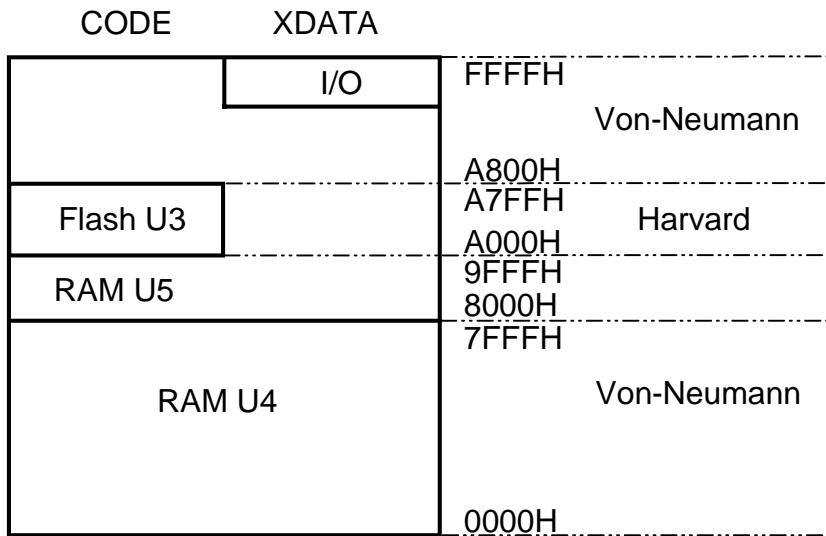 CODE XDATA
I/O FFFFH
Von-Neumann
A800H
A7FFH
Flash U3 Harvard
A000H
9FFFH
RAM U5
8000H
7FFFH
RAM U4 Von-Neumann
0000H